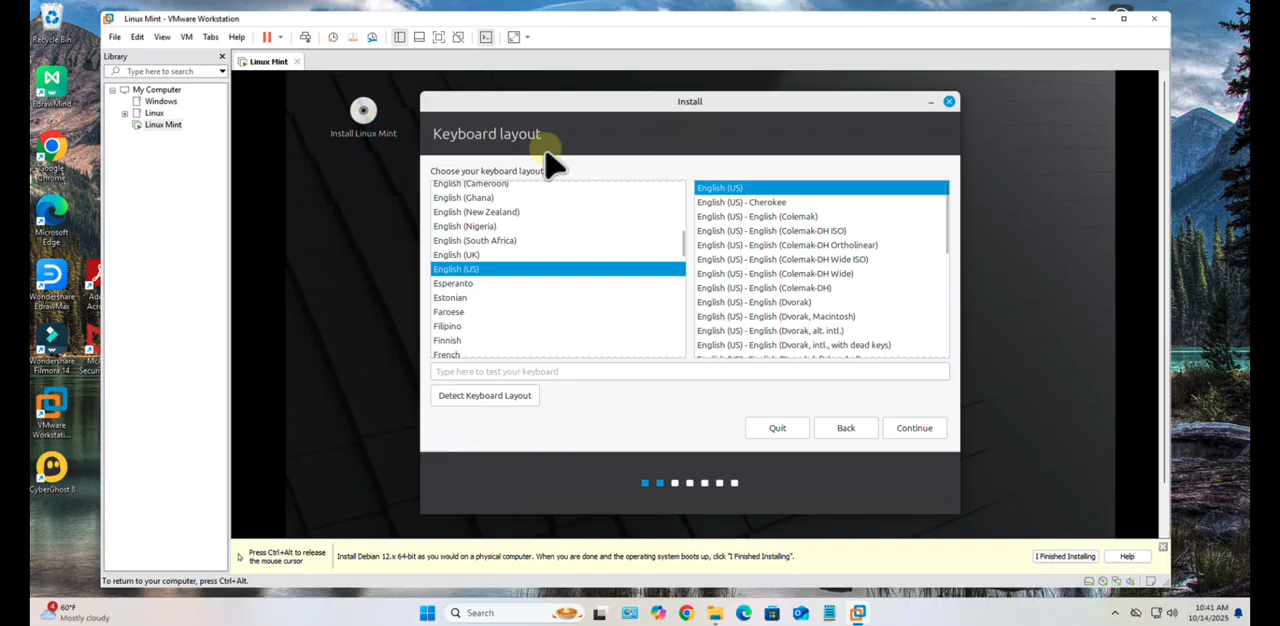 Recycle Bin
EdrawMind
Google
Chrome
Microsoft
Edge
Wondershare
EdrawMax
Wondershare
Filmora 14
VMware
Workstati...
CyberGhost 8
Linux Mint - VMware Workstation
File Edit View VM Tabs Help
Library
Type here to search
My Computer
Windows
Linux
Linux Mint
Linux Mint
Install Linux Mint
Install
Keyboard layout
Choose your keyboard layout
English (Cameroon)
English (Ghana)
English (New Zealand)
English (Nigeria)
English (South Africa)
English (UK)
English (US)
Esperanto
Estonian
Faroese
Filipino
Finnish
French
English (US)
English (US) - Cherokee
English (US) - English (Colemak)
English (US) - English (Colemak-DH ISO)
English (US) - English (Colemak-DH Ortholinear)
English (US) - English (Colemak-DH Wide ISO)
English (US) - English (Colemak-DH Wide)
English (US) - English (Colemak-DH)
English (US) - English (Dvorak)
English (US) - English (Dvorak, Macintosh)
English (US) - English (Dvorak, alt. intl.)
English (US) - English (Dvorak, intl., with dead keys)
Type here to test your keyboard
Detect Keyboard Layout
Quit Back Continue
Press Ctrl+Alt to release
the mouse cursor
Install Debian 12.x 64-bit as you would on a physical computer. When you are done and the operating system boots up, click "I Finished Installing".
I Finished Installing Help
To return to your computer, press Ctrl+Alt.
4
60°F
Mostly cloudy
Search
10:41 AM
10/14/2025